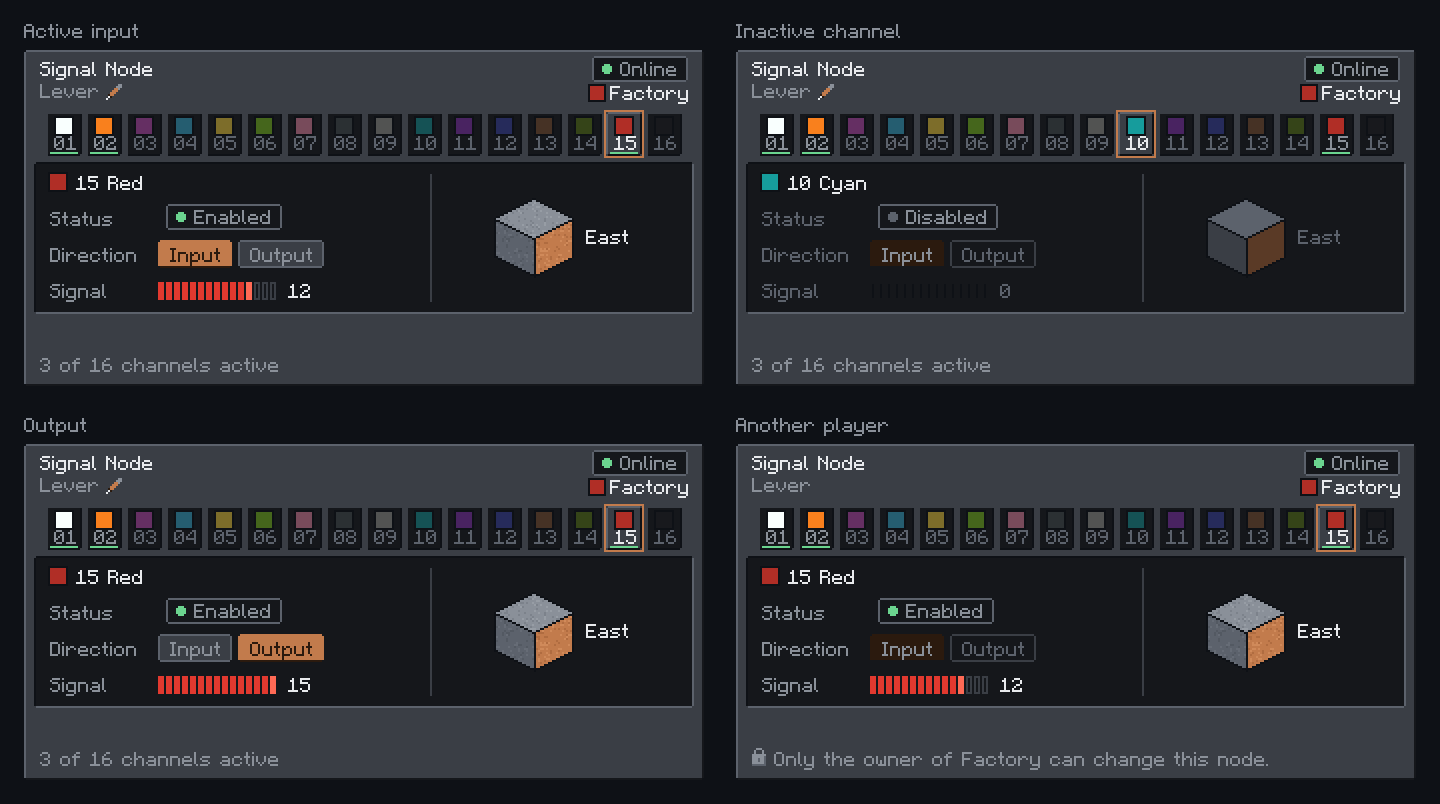 Active input
Signal Node
Online
Lever
Factory
01 02 03 04 05 06 07 08 09 10 11 12 13 14 15 16
15 Red
Status Enabled
Direction Input Output
East
Signal 12
3 of 16 channels active
Inactive channel
Signal Node
Online
Lever
Factory
01 02 03 04 05 06 07 08 09 10 11 12 13 14 15 16
10 Cyan
Status Disabled
Direction Input Output
East
Signal 0
3 of 16 channels active
Output
Signal Node
Online
Lever
Factory
01 02 03 04 05 06 07 08 09 10 11 12 13 14 15 16
15 Red
Status Enabled
Direction Input Output
East
Signal 15
3 of 16 channels active
Another player
Signal Node
Online
Lever
Factory
01 02 03 04 05 06 07 08 09 10 11 12 13 14 15 16
15 Red
Status Enabled
Direction Input Output
East
Signal 12
Only the owner of Factory can change this node.